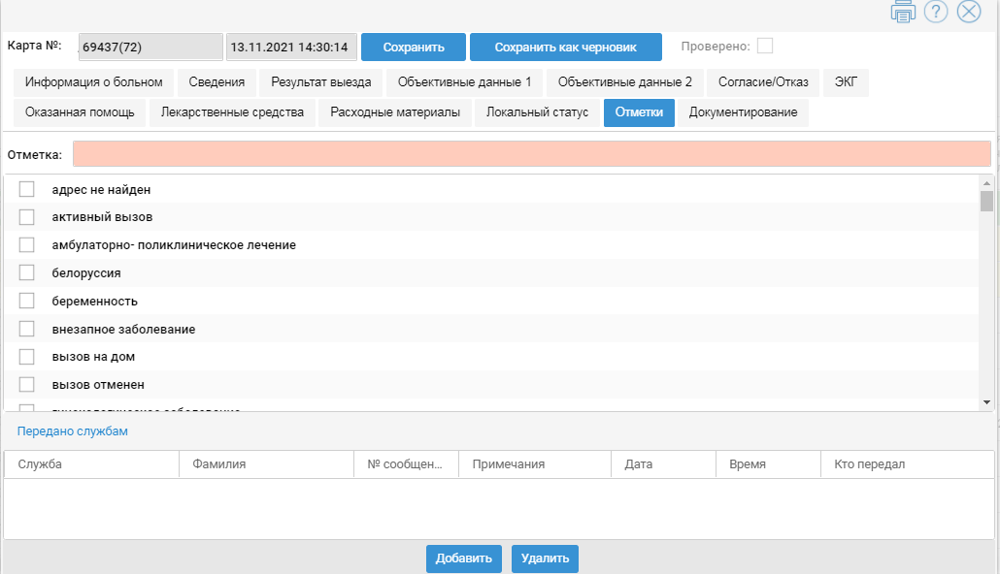 ?
Карта №: 69437(72) 13.11.2021 14:30:14 Сохранить Сохранить как черновик Проверено:
Информация о больном Сведения Результат выезда Объективные данные 1 Объективные данные 2 Согласие/Отказ ЭКГ
Оказанная помощь Лекарственные средства Расходные материалы Локальный статус Отметки Документирование
Отметка:
адрес не найден
активный вызов
амбулаторно- поликлиническое лечение
белоруссия
беременность
внезапное заболевание
вызов на дом
вызов отменен
Передано службам
Служба Фамилия № сообщен... Примечания Дата Время Кто передал
Добавить Удалить